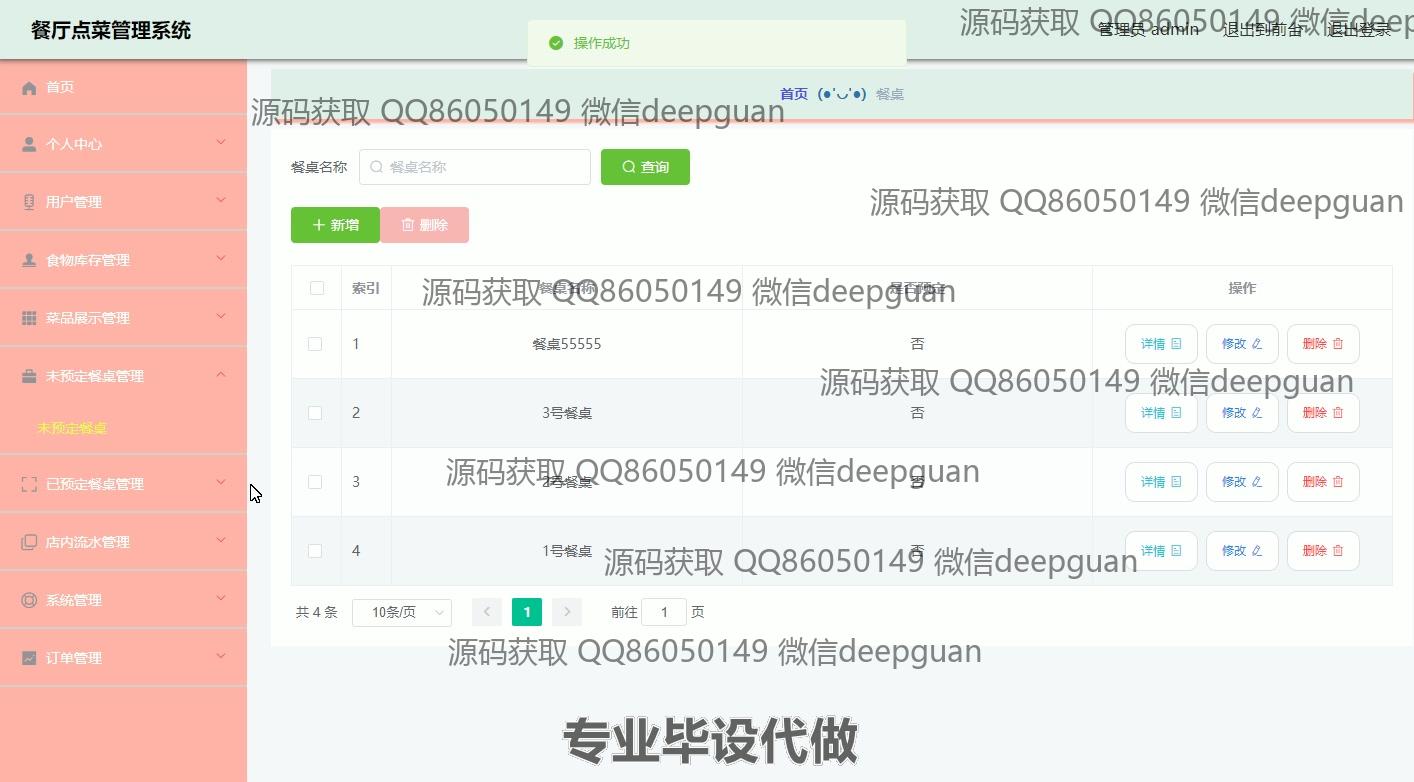 餐厅点菜管理系统
操作成功
管理员 admin 退出到前台 退出登录
源码获取 QQ86050149 微信deep
首页 (●'◡'●) 餐桌
源码获取 QQ86050149 微信deepguan
首页
个人中心
用户管理
食物库存管理
菜品展示管理
未预定餐桌管理
未预定餐桌
已预定餐桌管理
店内流水管理
系统管理
订单管理
餐桌名称 餐桌名称 查询
源码获取 QQ86050149 微信deepguan
新增 删除
索引 餐桌名称 是否预定 操作
源码获取 QQ86050149 微信deepguan
1 餐桌55555 否 详情 修改 删除
源码获取 QQ86050149 微信deepguan
2 3号餐桌 否 详情 修改 删除
源码获取 QQ86050149 微信deepguan
3 2号餐桌 否 详情 修改 删除
4 1号餐桌 否 详情 修改 删除
源码获取 QQ86050149 微信deepguan
共 4 条 10条/页 1 前往 1 页
源码获取 QQ86050149 微信deepguan
专业毕设代做